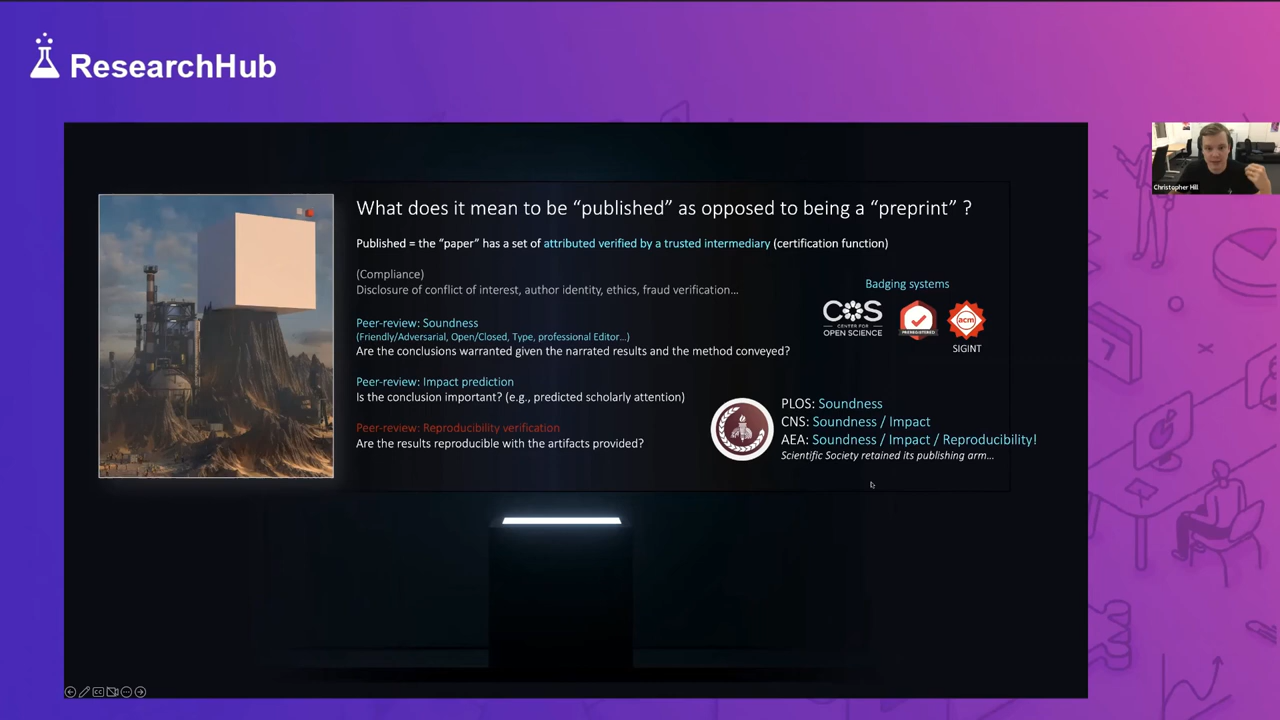 ResearchHub
What does it mean to be “published” as opposed to being a “preprint” ?
Published = the “paper” has a set of attributed verified by a trusted intermediary (certification function)
(Compliance)
Disclosure of conflict of interest, author identity, ethics, fraud verification...
Peer-review: Soundness
(Friendly/Adversarial, Open/Closed, Type, professional Editor...)
Are the conclusions warranted given the narrated results and the method conveyed?
Peer-review: Impact prediction
Is the conclusion important? (e.g., predicted scholarly attention)
Peer-review: Reproducibility verification
Are the results reproducible with the artifacts provided?
Badging systems
COS
CENTER FOR
OPEN SCIENCE
PREREGISTERED
acm
SIGINT
PLOS: Soundness
CNS: Soundness / Impact
AEA: Soundness / Impact / Reproducibility!
Scientific Society retained its publishing arm...
Christopher Hill
CC